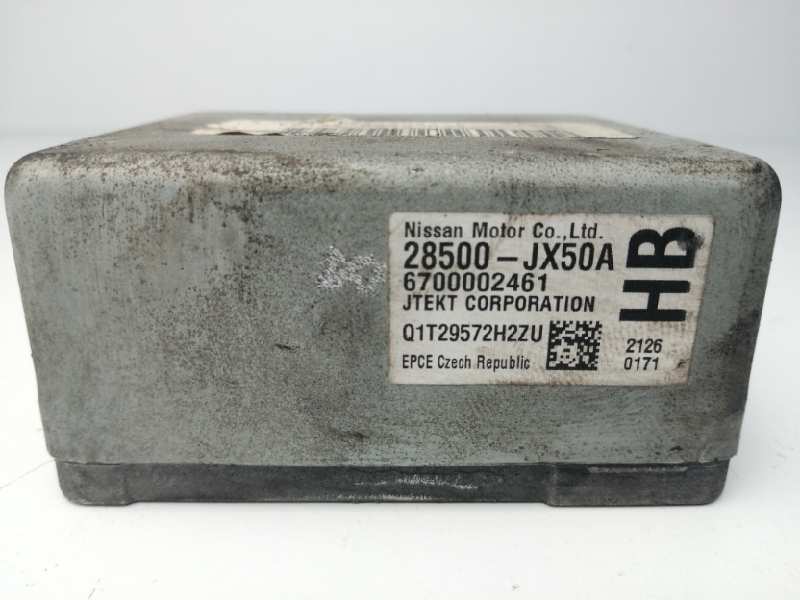 Nissan Motor Co.,Ltd.
28500-JX50A
6700002461
JTEKT CORPORATION
Q1T29572H2ZU
EPCE Czech Republic
HB
2126
0171